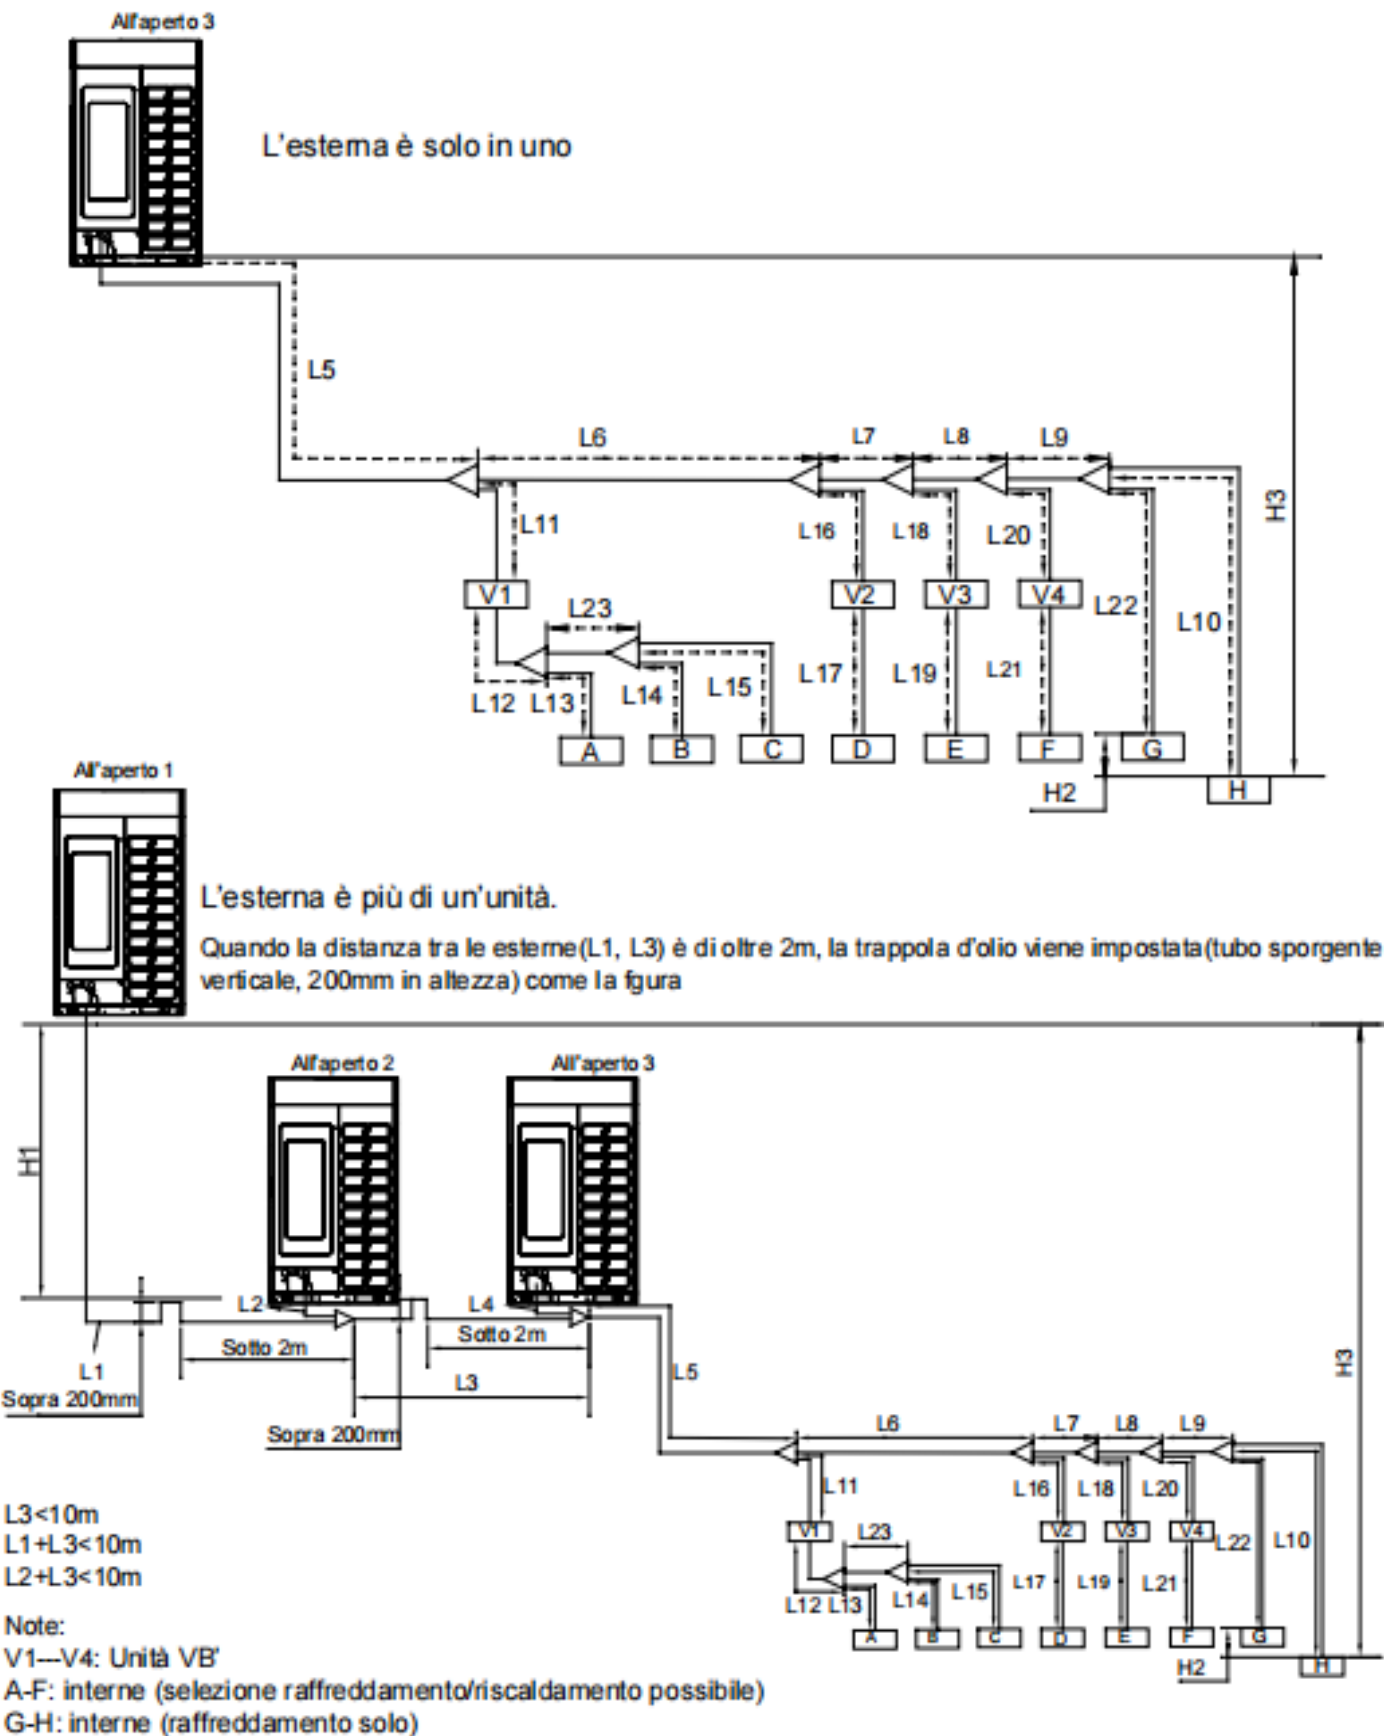 All'aperto 3
L'esterna è solo in uno
L5
L6
L7
L8
L9
L11
L16
L18
L20
H3
V1
V2
V3
V4
L23
L22
L10
L12
L13
L14
L15
L17
L19
L21
A
B
C
D
E
F
G
H2
H
All'aperto 1
L'esterna è più di un'unità.
Quando la distanza tra le esterne(L1, L3) è di oltre 2m, la trappola d'olio viene impostata(tubo sporgente
verticale, 200mm in altezza) come la fgura
All'aperto 2
All'aperto 3
H1
L2
L4
Sotto 2m
Sotto 2m
L1
L3
L5
H3
Sopra 200mm
Sopra 200mm
L6
L7
L8
L9
L11
L16
L18
L20
L3<10m
L1+L3<10m
L2+L3<10m
V1
L23
V2
V3
V4
L22
L10
L12
L13
L14
L15
L17
L19
L21
A
B
C
D
E
F
G
H2
H
Note:
V1---V4: Unità VB'
A-F: interne (selezione raffreddamento/riscaldamento possibile)
G-H: interne (raffreddamento solo)